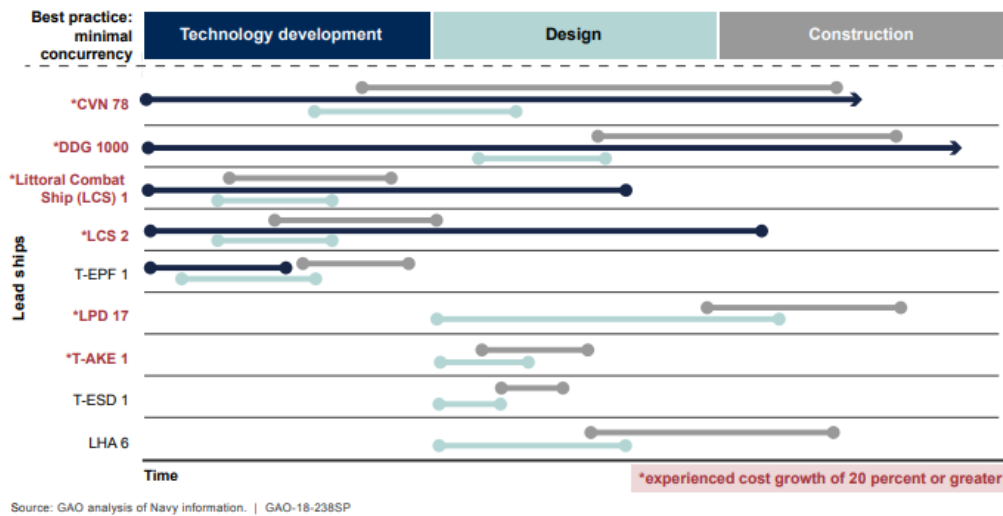 Best practice:
minimal
concurrency
Technology development
Design
Construction
*CVN 78
*DDG 1000
*Littoral Combat
Ship (LCS) 1
*LCS 2
T-EPF 1
*LPD 17
*T-AKE 1
T-ESD 1
LHA 6
Lead ships
Time
*experienced cost growth of 20 percent or greater
Source: GAO analysis of Navy information. | GAO-18-238SP